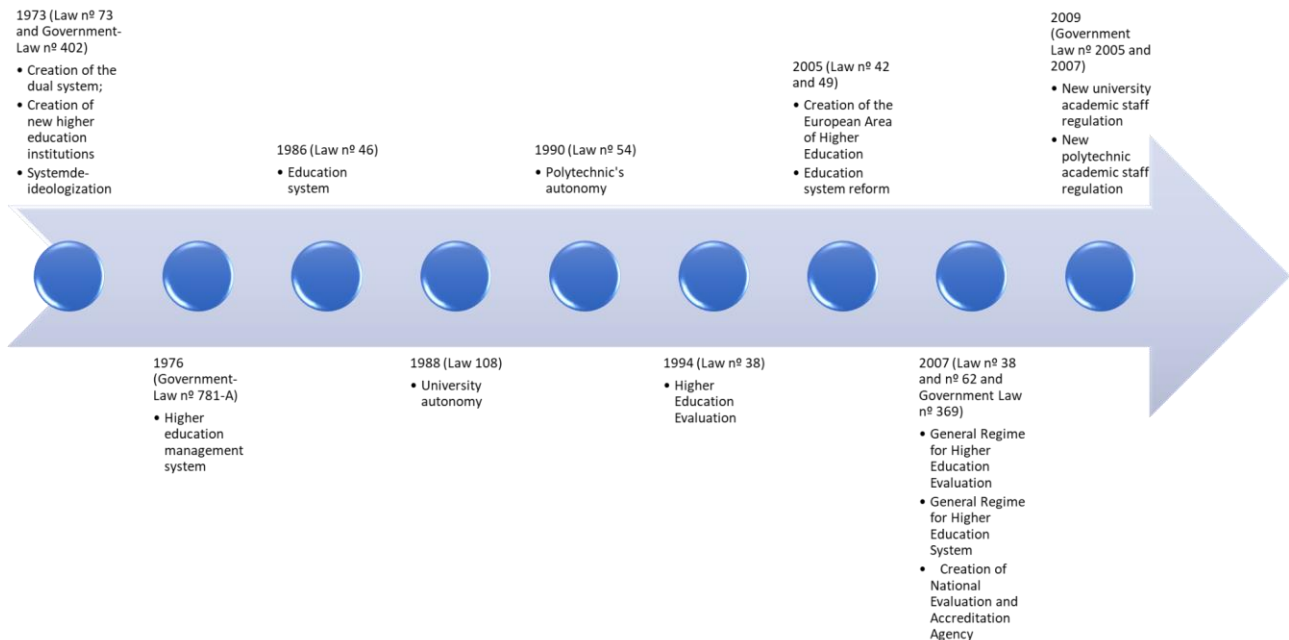 1973 (Law nº 73
and Government-
Law nº 402)
• Creation of the
dual system;
• Creation of
new higher
education
institutions
• Systemde-
ideologization
1976
(Government-
Law nº 781-A)
• Higher
education
management
system
1986 (Law nº 46)
• Education
system
1988 (Law 108)
• University
autonomy
1990 (Law nº 54)
• Polytechnic's
autonomy
1994 (Law nº 38)
• Higher
Education
Evaluation
2005 (Law nº 42
and 49)
• Creation of the
European Area
of Higher
Education
• Education
system reform
2007 (Law nº 38
and nº 62 and
Government Law
nº 369)
• General Regime
for Higher
Education
Evaluation
• General Regime
for Higher
Education
System
• Creation of
National
Evaluation and
Accreditation
Agency
2009
(Government
Law nº 2005 and
2007)
• New university
academic staff
regulation
• New
polytechnic
academic staff
regulation